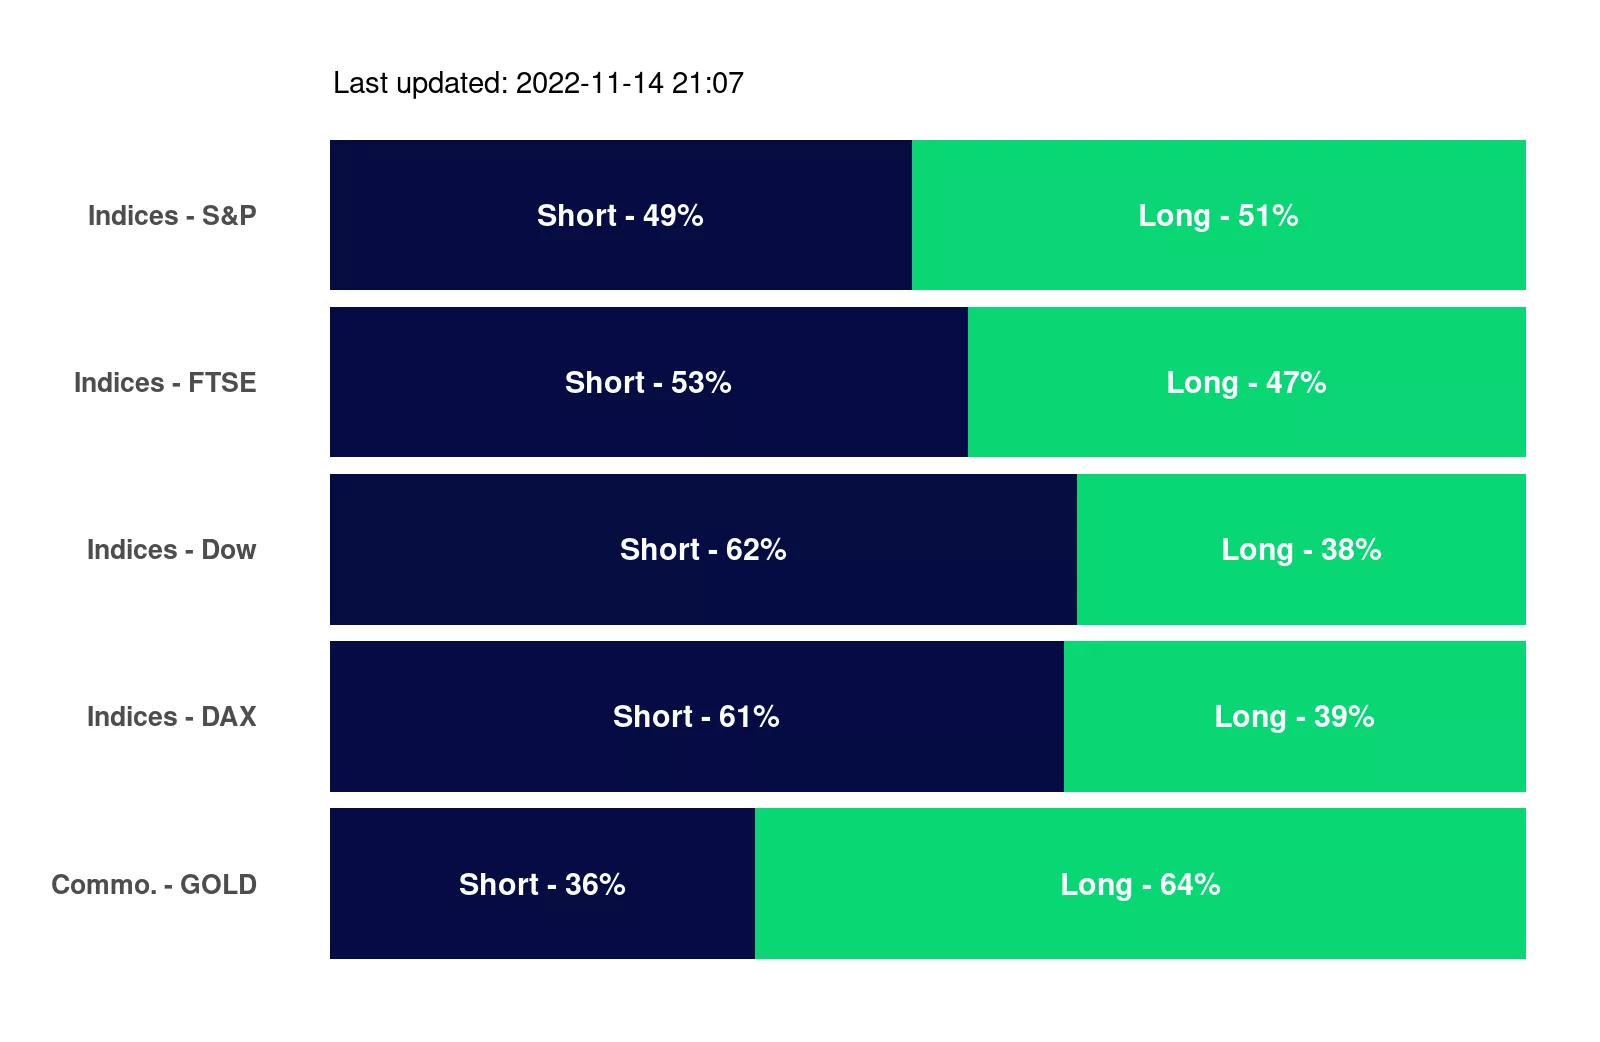 Last updated: 2022-11-14 21:07
Indices - S&P Short - 49% Long - 51%
Indices - FTSE Short - 53% Long - 47%
Indices - Dow Short - 62% Long - 38%
Indices - DAX Short - 61% Long - 39%
Commo. - GOLD Short - 36% Long - 64%